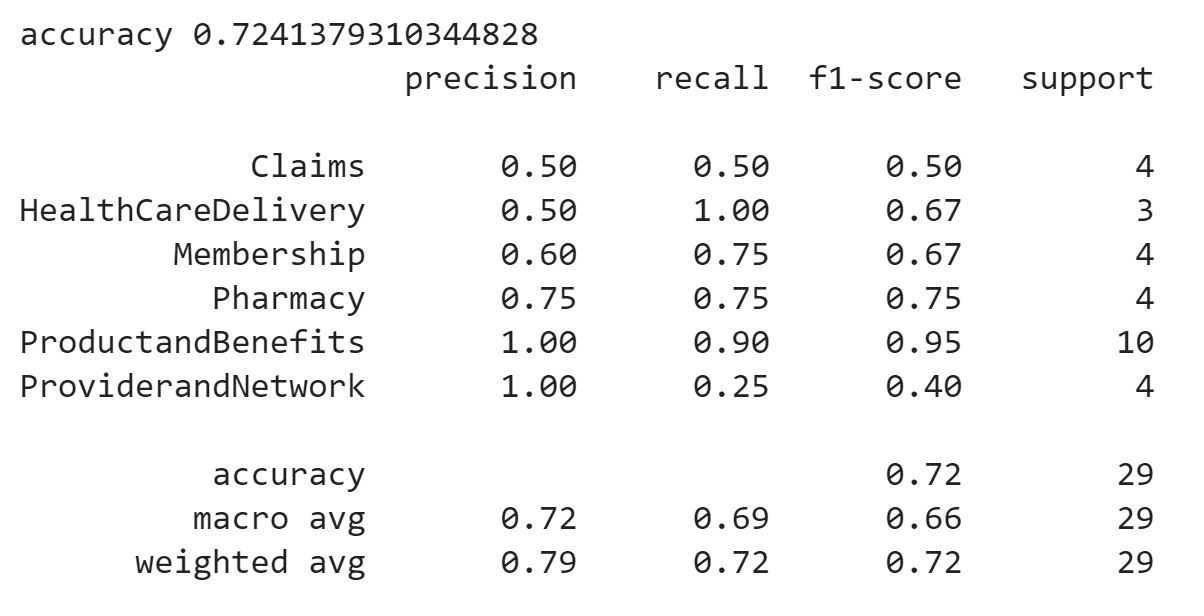 accuracy 0.7241379310344828
precision recall f1-score support
Claims 0.50 0.50 0.50 4
HealthCareDelivery 0.50 1.00 0.67 3
Membership 0.60 0.75 0.67 4
Pharmacy 0.75 0.75 0.75 4
ProductandBenefits 1.00 0.90 0.95 10
ProviderandNetwork 1.00 0.25 0.40 4
accuracy 0.72 29
macro avg 0.72 0.69 0.66 29
weighted avg 0.79 0.72 0.72 29